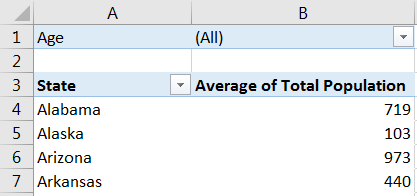 A B
1 Age (All)
2
3 State Average of Total Population
4 Alabama 719
5 Alaska 103
6 Arizona 973
7 Arkansas 440